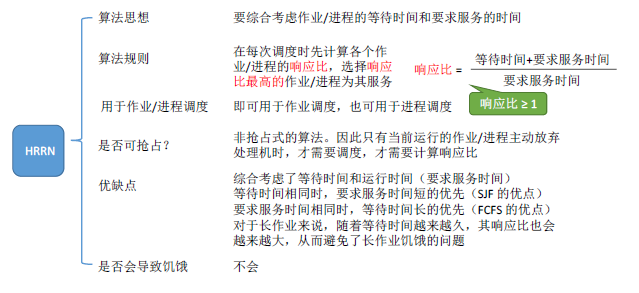 HRRN
算法思想
要综合考虑作业/进程的等待时间和要求服务的时间
算法规则
在每次调度时先计算各个作
业/进程的响应比，选择响应
比最高的作业/进程为其服务
响应比 =
等待时间+要求服务时间
要求服务时间
响应比 ≥ 1
用于作业/进程调度
即可用于作业调度，也可用于进程调度
是否可抢占？
非抢占式的算法。因此只有当前运行的作业/进程主动放弃
处理机时，才需要调度，才需要计算响应比
优缺点
综合考虑了等待时间和运行时间（要求服务时间）
等待时间相同时，要求服务时间短的优先（SJF 的优点）
要求服务时间相同时，等待时间长的优先（FCFS 的优点）
对于长作业来说，随着等待时间越来越久，其响应比也会
越来越大，从而避免了长作业饥饿的问题
是否会导致饥饿
不会